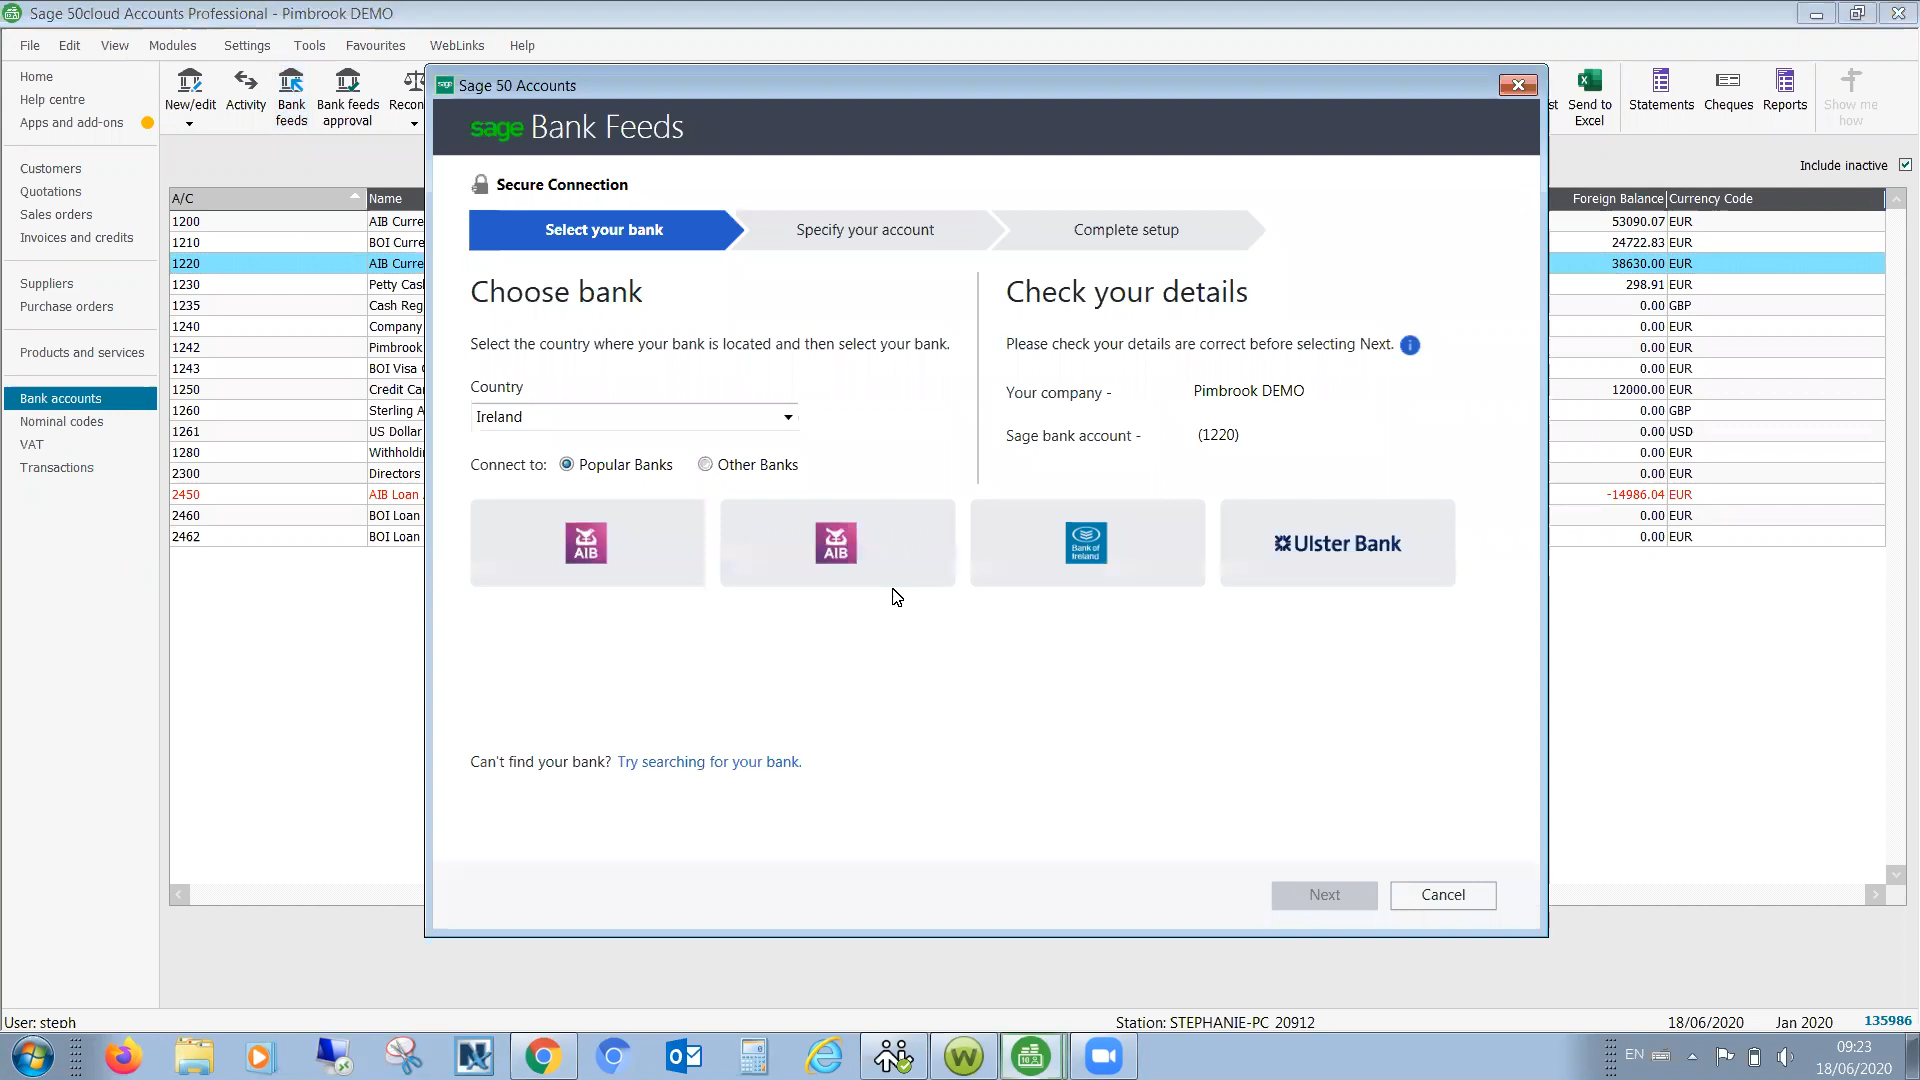 Sage 50cloud Accounts Professional - Pimbrook DEMO
File Edit View Modules Settings Tools Favourites WebLinks Help
Home
Help centre
Apps and add-ons
Customers
Quotations
Sales orders
Invoices and credits
Suppliers
Purchase orders
Products and services
Bank accounts
Nominal codes
VAT
Transactions
New/edit
Activity
Bank feeds
Bank feeds approval
Recon
st
Send to Excel
Statements
Cheques
Reports
Show me how
Include inactive
A/C Name
1200 AIB Curre
1210 BOI Curre
1220 AIB Curre
1230 Petty Cas
1235 Cash Reg
1240 Company
1242 Pimbrook
1243 BOI Visa
1250 Credit Ca
1260 Sterling A
1261 US Dollar
1280 Withholdi
2300 Directors
2450 AIB Loan
2460 BOI Loan
2462 BOI Loan
Foreign Balance Currency Code
53090.07 EUR
24722.83 EUR
38630.00 EUR
298.91 EUR
0.00 GBP
0.00 EUR
0.00 EUR
0.00 EUR
12000.00 EUR
0.00 GBP
0.00 USD
0.00 EUR
0.00 EUR
-14986.04 EUR
0.00 EUR
0.00 EUR
sage Sage 50 Accounts
sage Bank Feeds
Secure Connection
Select your bank
Specify your account
Complete setup
Choose bank
Select the country where your bank is located and then select your bank.
Country
Ireland
Connect to: Popular Banks Other Banks
Check your details
Please check your details are correct before selecting Next. i
Your company - Pimbrook DEMO
Sage bank account - (1220)
AIB
AIB
Bank of Ireland
Ulster Bank
Can't find your bank? Try searching for your bank.
Next
Cancel
User: steph
Station: STEPHANIE-PC 20912
18/06/2020
Jan 2020
135986
EN
09:23
18/06/2020